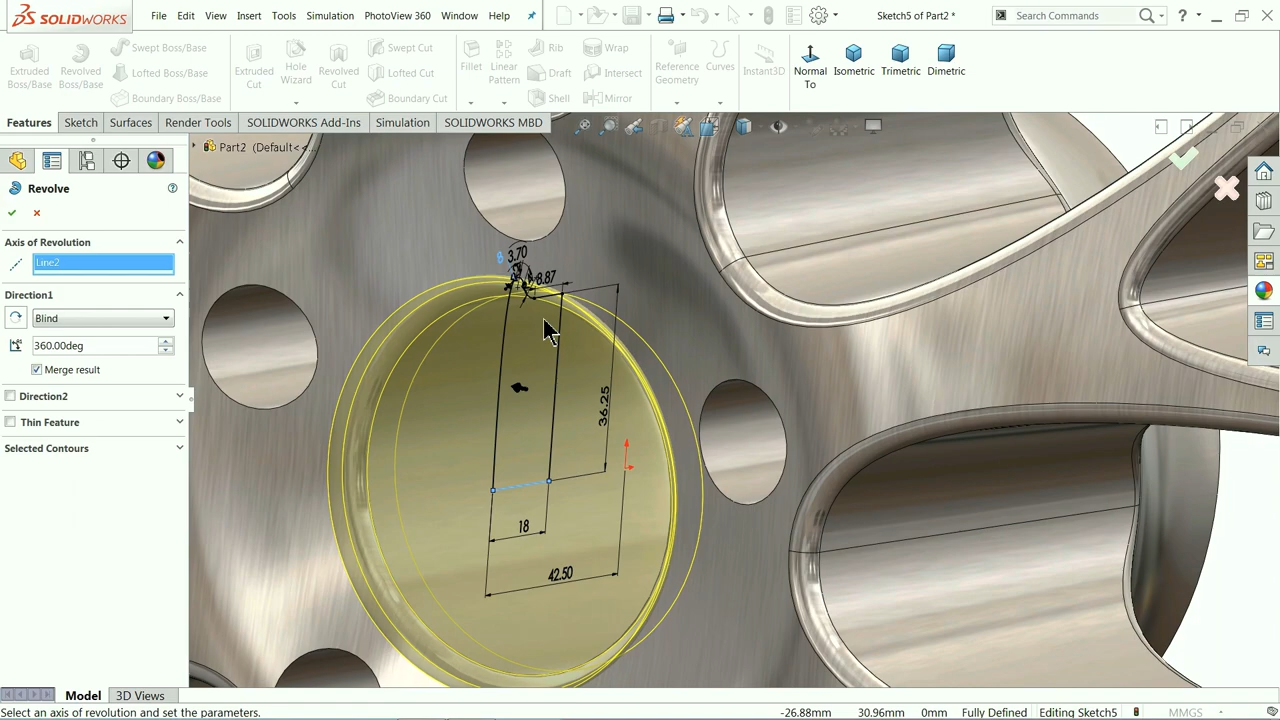 SOLIDWORKS
File Edit View Insert Tools Simulation PhotoView 360 Window Help
Sketch5 of Part2 *
Search Commands
Extruded Boss/Base
Revolved Boss/Base
Swept Boss/Base
Lofted Boss/Base
Boundary Boss/Base
Extruded Cut
Hole Wizard
Revolved Cut
Swept Cut
Lofted Cut
Boundary Cut
Fillet
Linear Pattern
Rib
Draft
Shell
Wrap
Intersect
Mirror
Reference Geometry
Curves
Instant3D
Normal To
Isometric
Trimetric
Dimetric
Features Sketch Surfaces Render Tools SOLIDWORKS Add-Ins Simulation SOLIDWORKS MBD
Part2 (Default<
Revolve
Axis of Revolution
Line2
Direction1
Blind
360.00deg
Merge result
Direction2
Thin Feature
Selected Contours
3.70
36.25
18
42.50
Model 3D Views
Select an axis of revolution and set the parameters.
-26.88mm 30.96mm 0mm Fully Defined Editing Sketch5 MMGS